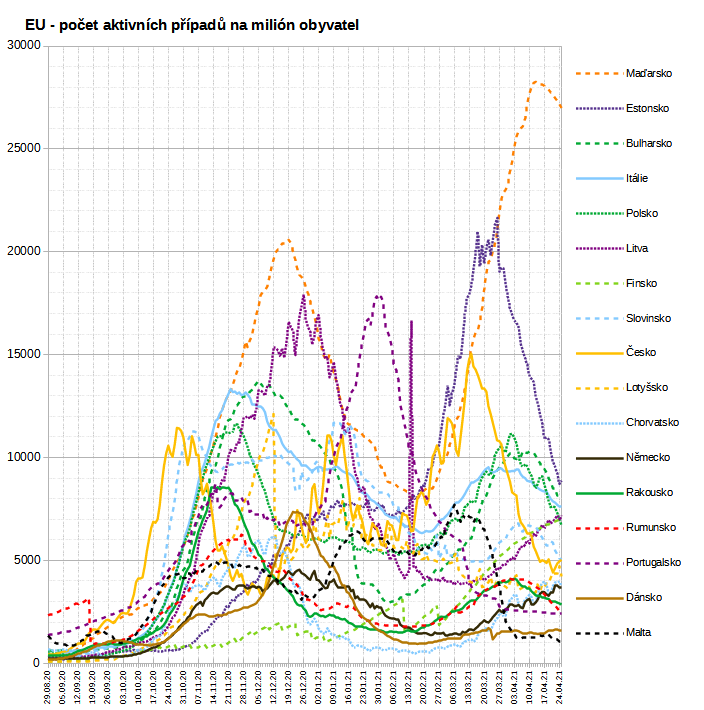 EU - počet aktivních případů na milión obyvatel
30000
25000
20000
15000
10000
5000
0
Maďarsko
Estonsko
Bulharsko
Itálie
Polsko
Litva
Finsko
Slovinsko
Česko
Lotyšsko
Chorvatsko
Německo
Rakousko
Rumunsko
Portugalsko
Dánsko
Malta
29.08.20
05.09.20
12.09.20
19.09.20
26.09.20
03.10.20
10.10.20
17.10.20
24.10.20
31.10.20
07.11.20
14.11.20
21.11.20
28.11.20
05.12.20
12.12.20
19.12.20
26.12.20
02.01.21
09.01.21
16.01.21
23.01.21
30.01.21
06.02.21
13.02.21
20.02.21
27.02.21
06.03.21
13.03.21
20.03.21
27.03.21
03.04.21
10.04.21
17.04.21
24.04.21